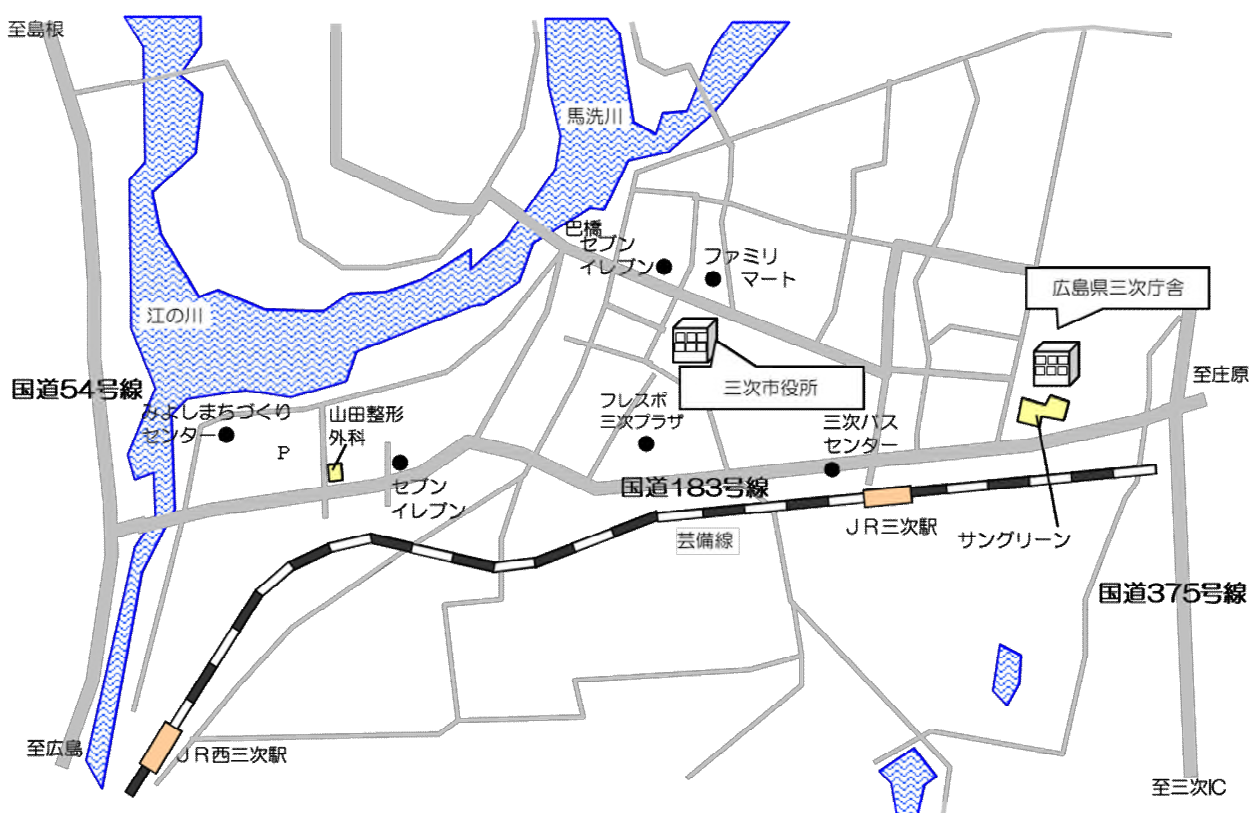 至島根
馬洗川
巴橋
セブン
イレブン
ファミリ
マート
広島県三次庁舎
江の川
国道54号線
三次市役所
至庄原
みよしまちづくり
センター
P
山田整形
外科
フレスポ
三次プラザ
三次バス
センター
セブン
イレブン
国道183号線
芸備線
JR三次駅
サングリーン
国道375号線
至広島
JR西三次駅
至三次IC